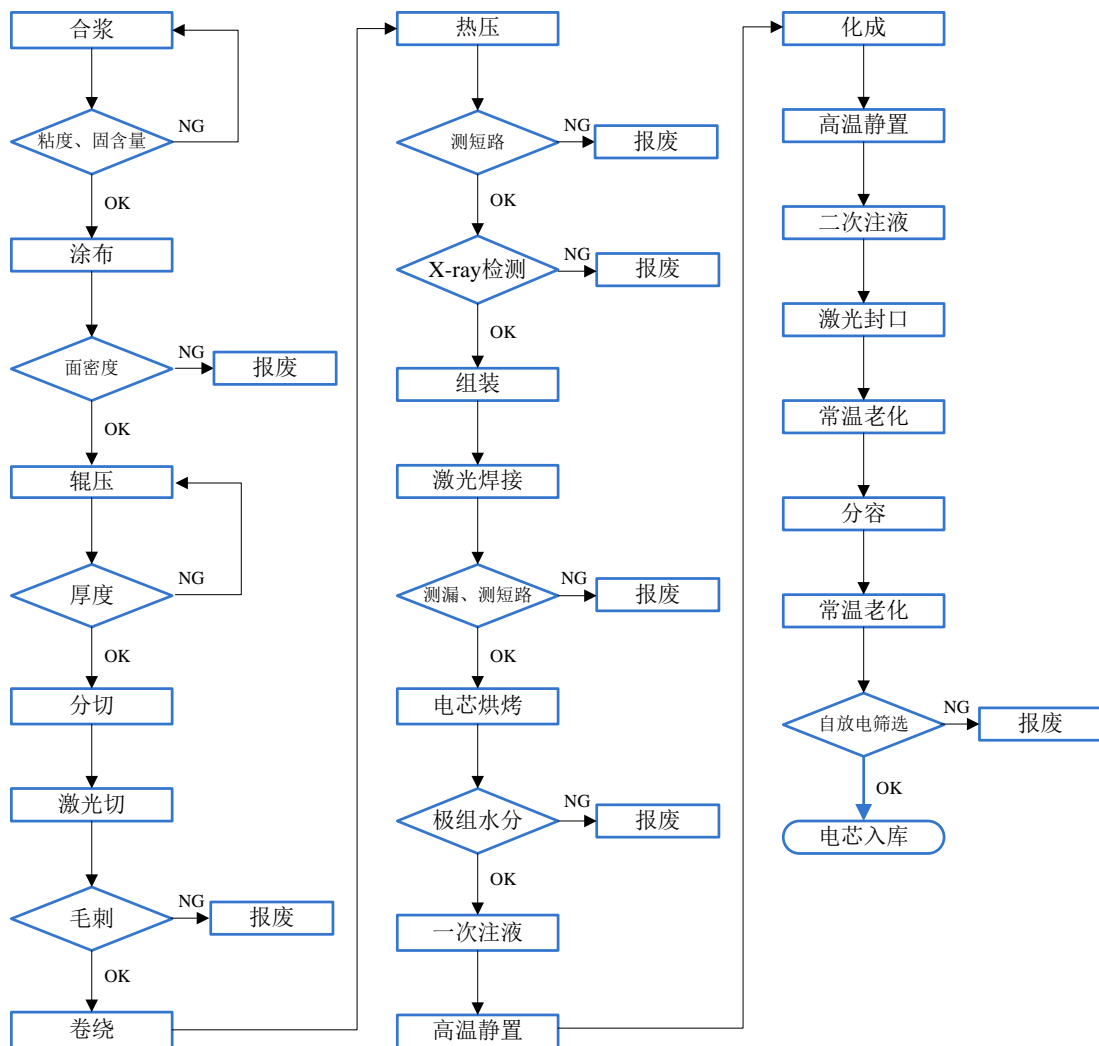 合浆
粘度、固含量
NG
OK
涂布
面密度
NG
报废
OK
辊压
厚度
NG
OK
分切
激光切
毛刺
NG
报废
OK
卷绕
热压
测短路
NG
报废
OK
X-ray检测
NG
报废
OK
组装
激光焊接
测漏、测短路
NG
报废
OK
电芯烘烤
极组水分
NG
报废
OK
一次注液
高温静置
化成
高温静置
二次注液
激光封口
常温老化
分容
常温老化
自放电筛选
NG
报废
OK
电芯入库